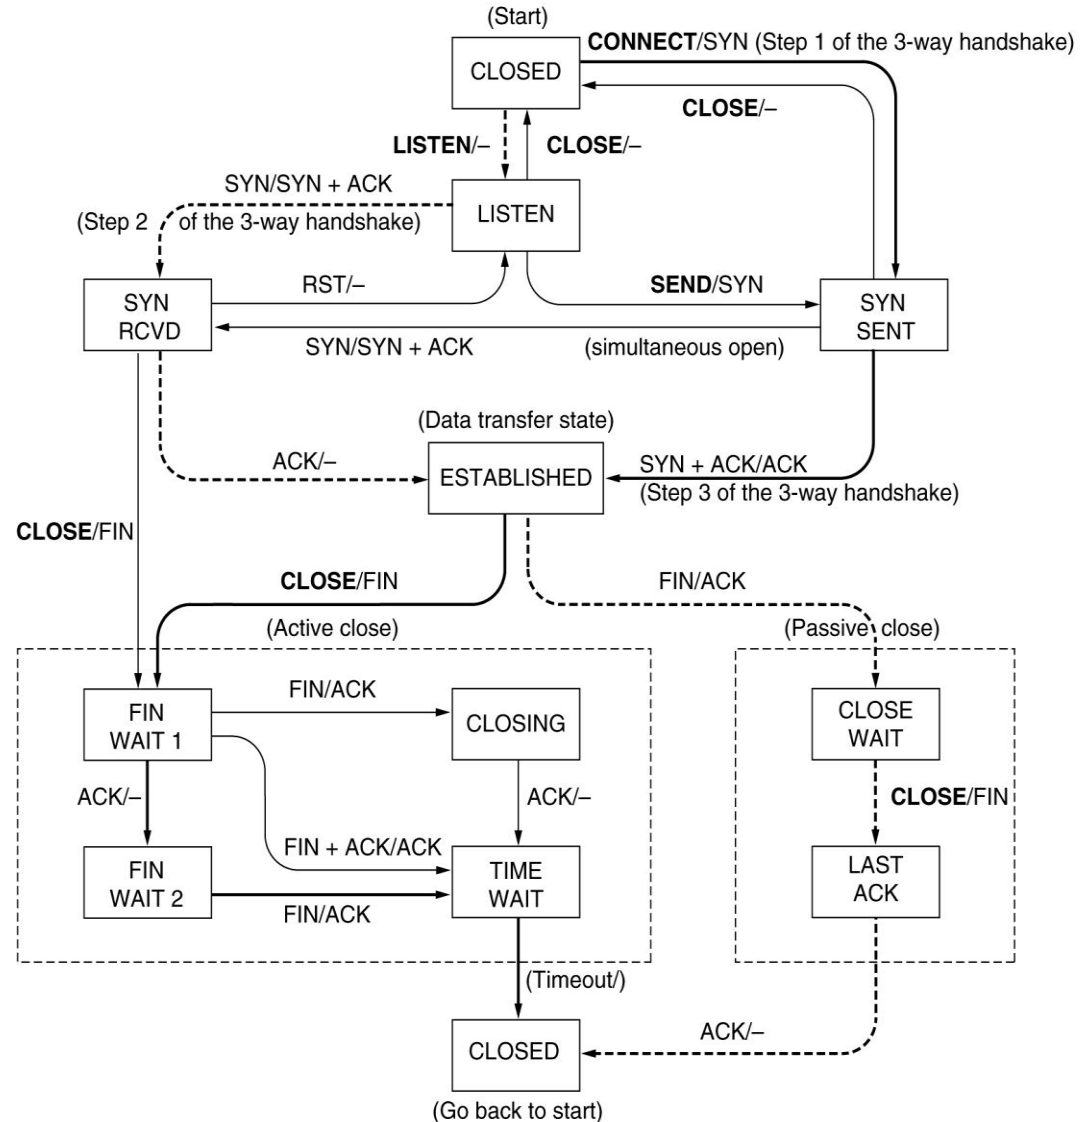 (Start)
CONNECT/SYN (Step 1 of the 3-way handshake)
CLOSED
CLOSE/–
LISTEN/–
CLOSE/–
SYN/SYN + ACK
(Step 2 of the 3-way handshake)
LISTEN
RST/–
SEND/SYN
SYN
RCVD
SYN
SENT
SYN/SYN + ACK
(simultaneous open)
(Data transfer state)
ACK/–
ESTABLISHED
SYN + ACK/ACK
(Step 3 of the 3-way handshake)
CLOSE/FIN
CLOSE/FIN
FIN/ACK
(Active close)
(Passive close)
FIN
WAIT 1
FIN/ACK
CLOSING
CLOSE
WAIT
ACK/–
ACK/–
CLOSE/FIN
FIN + ACK/ACK
FIN
WAIT 2
FIN/ACK
TIME
WAIT
LAST
ACK
(Timeout/)
CLOSED
ACK/–
(Go back to start)